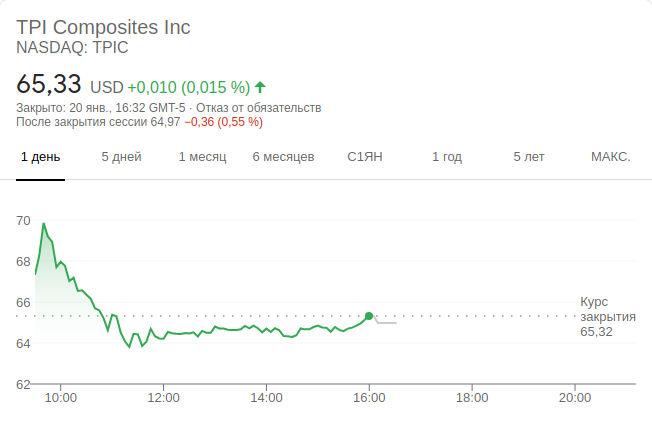 TPI Composites Inc
NASDAQ: TPIC
65,33 USD +0,010 (0,015 %)
Закрыто: 20 янв., 16:32 GMT-5 · Отказ от обязательств
После закрытия сессии 64,97 −0,36 (0,55 %)
1 день 5 дней 1 месяц 6 месяцев С1ЯН 1 год 5 лет МАКС.
70
68
66
64
62
Курс
закрытия
65,32
10:00 12:00 14:00 16:00 18:00 20:00